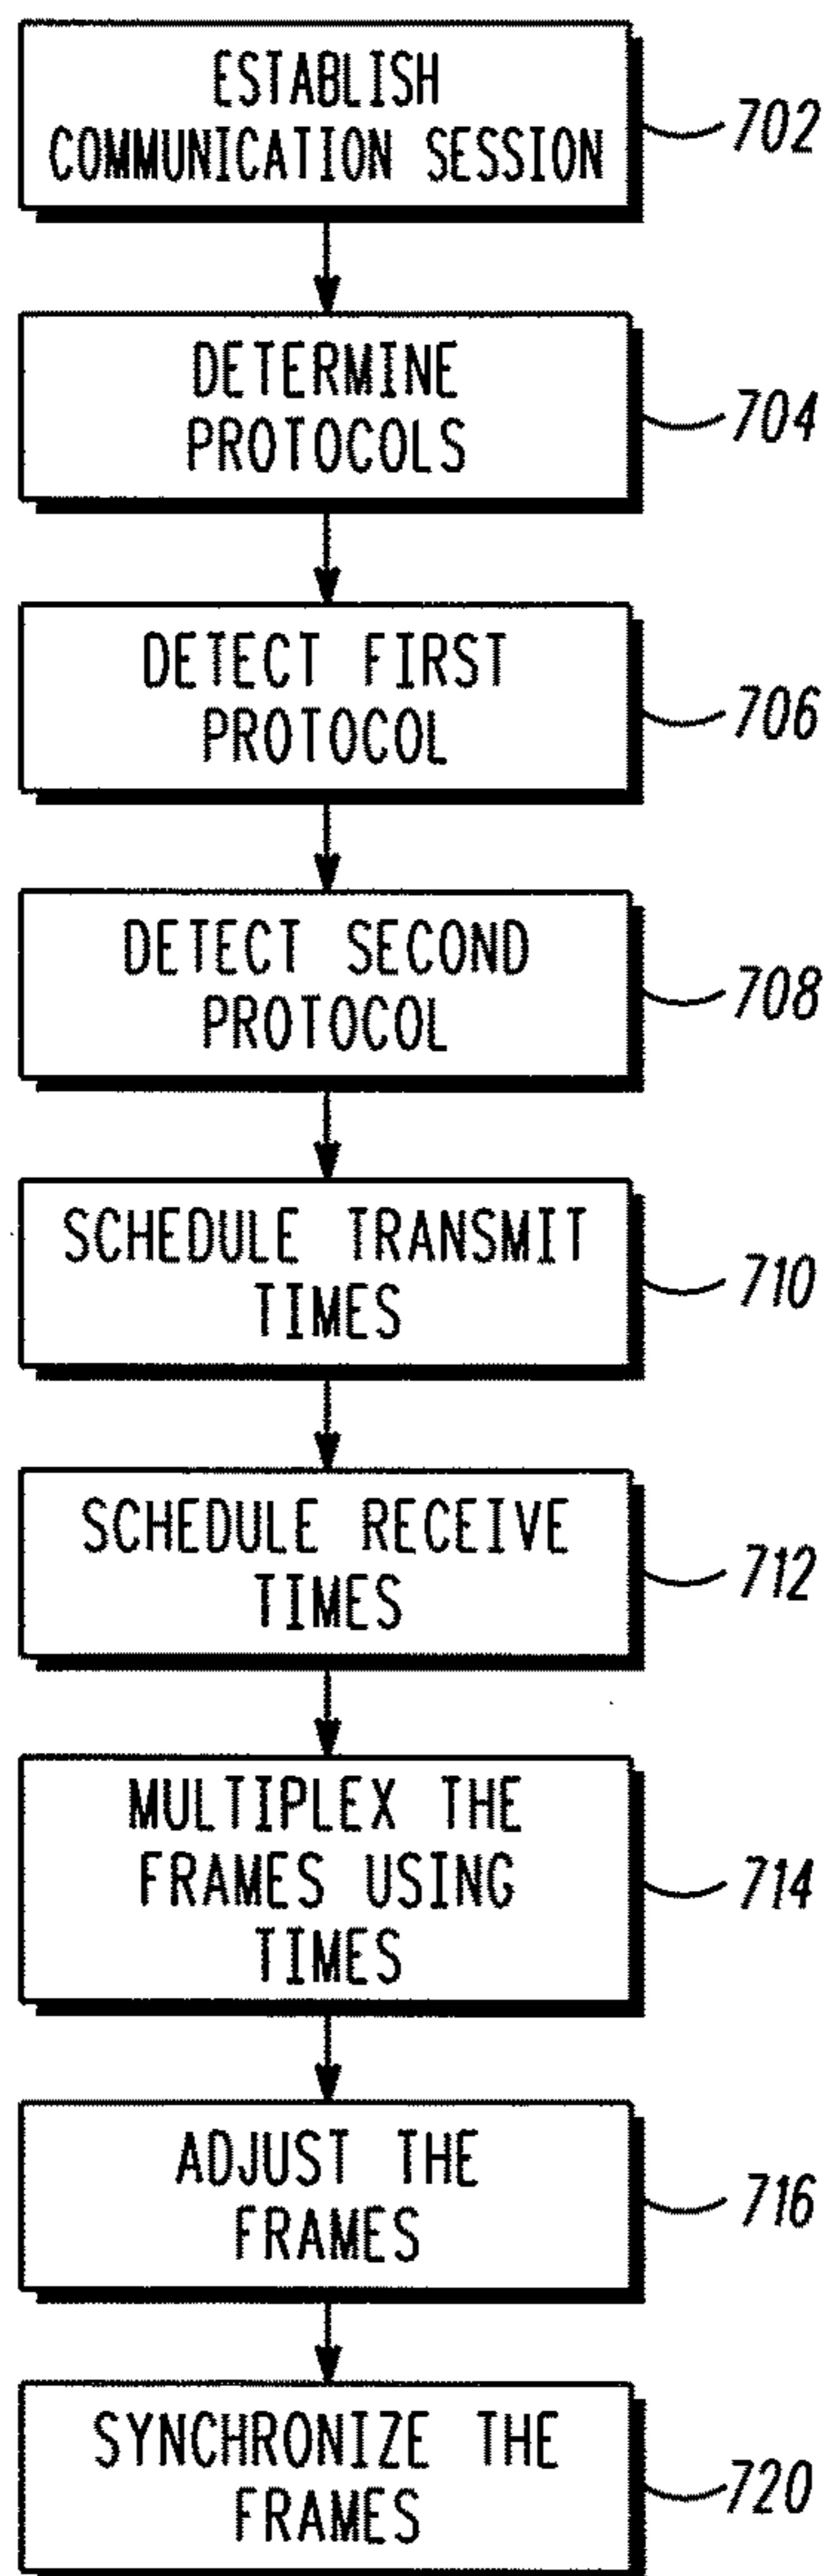 ESTABLISH
COMMUNICATION SESSION
702
DETERMINE
PROTOCOLS
704
DETECT FIRST
PROTOCOL
706
DETECT SECOND
PROTOCOL
708
SCHEDULE TRANSMIT
TIMES
710
SCHEDULE RECEIVE
TIMES
712
MULTIPLEX THE
FRAMES USING
TIMES
714
ADJUST THE
FRAMES
716
SYNCHRONIZE THE
FRAMES
720